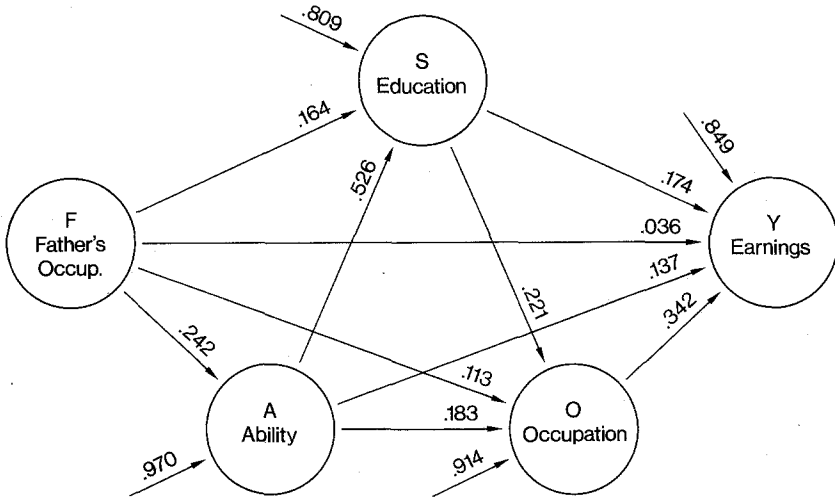 .809
S
Education
.164
.849
.526
.174
F
Father's
Occup.
.036
Y
Earnings
.137
.221
.342
.242
.113
A
Ability
.183
O
Occupation
.970
.914